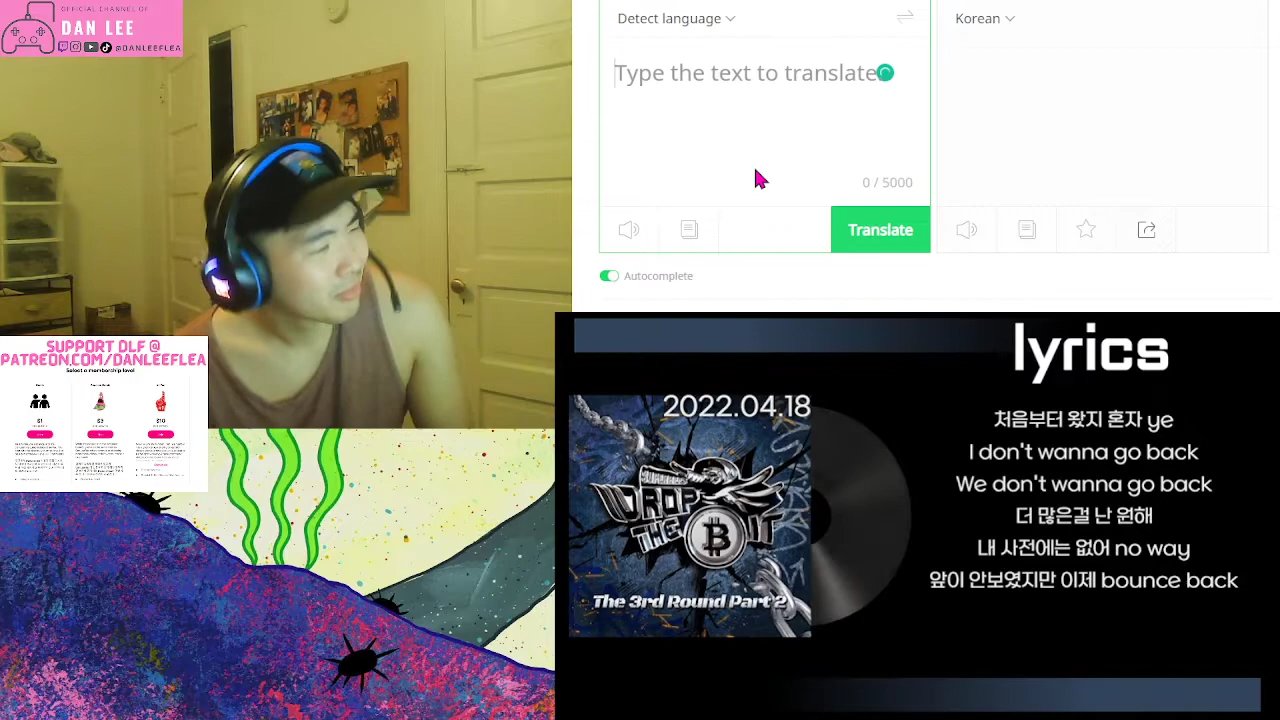 OFFICIAL CHANNEL OF
DAN LEE
@DANLEEFLEA
Detect language
Korean
Type the text to translate
0 / 5000
Translate
Autocomplete
SUPPORT DLF @
PATREON.COM/DANLEEFLEA
Select a membership level
$1
$3
$10
lyrics
2022.04.18
SUPERBEE'S
DROP
THE BIT
The 3rd Round Part 2
처음부터 왔지 혼자 ye
I don't wanna go back
We don't wanna go back
더 많은걸 난 원해
내 사전에는 없어 no way
앞이 안보였지만 이제 bounce back